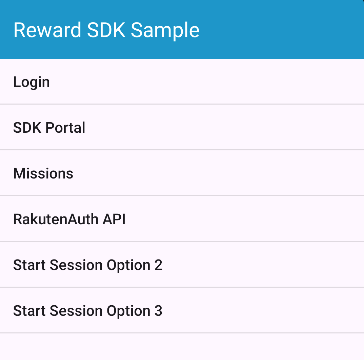 Reward SDK Sample
Login
SDK Portal
Missions
RakutenAuth API
Start Session Option 2
Start Session Option 3